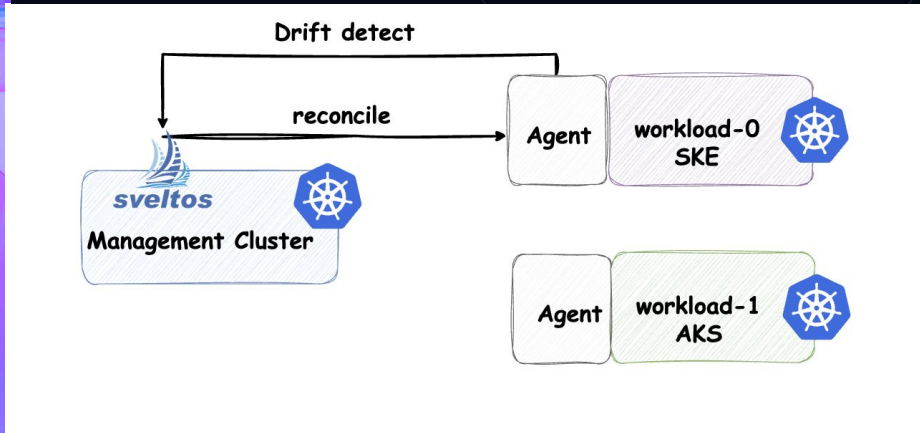 Drift detect
reconcile
Agent
workload-0
SKE
sveltos
Management Cluster
Agent
workload-1
AKS